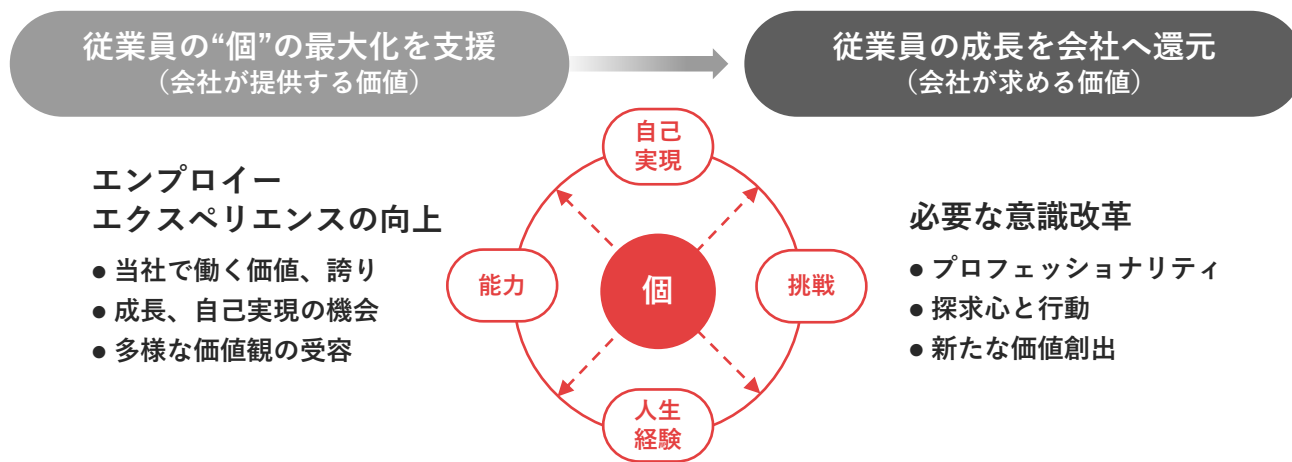 従業員の“個”の最大化を支援
（会社が提供する価値）
従業員の成長を会社へ還元
（会社が求める価値）
エンプロイー
エクスペリエンスの向上
● 当社で働く価値、誇り
● 成長、自己実現の機会
● 多様な価値観の受容
自己
実現
能力
個
挑戦
人生
経験
必要な意識改革
● プロフェッショナリティ
● 探求心と行動
● 新たな価値創出